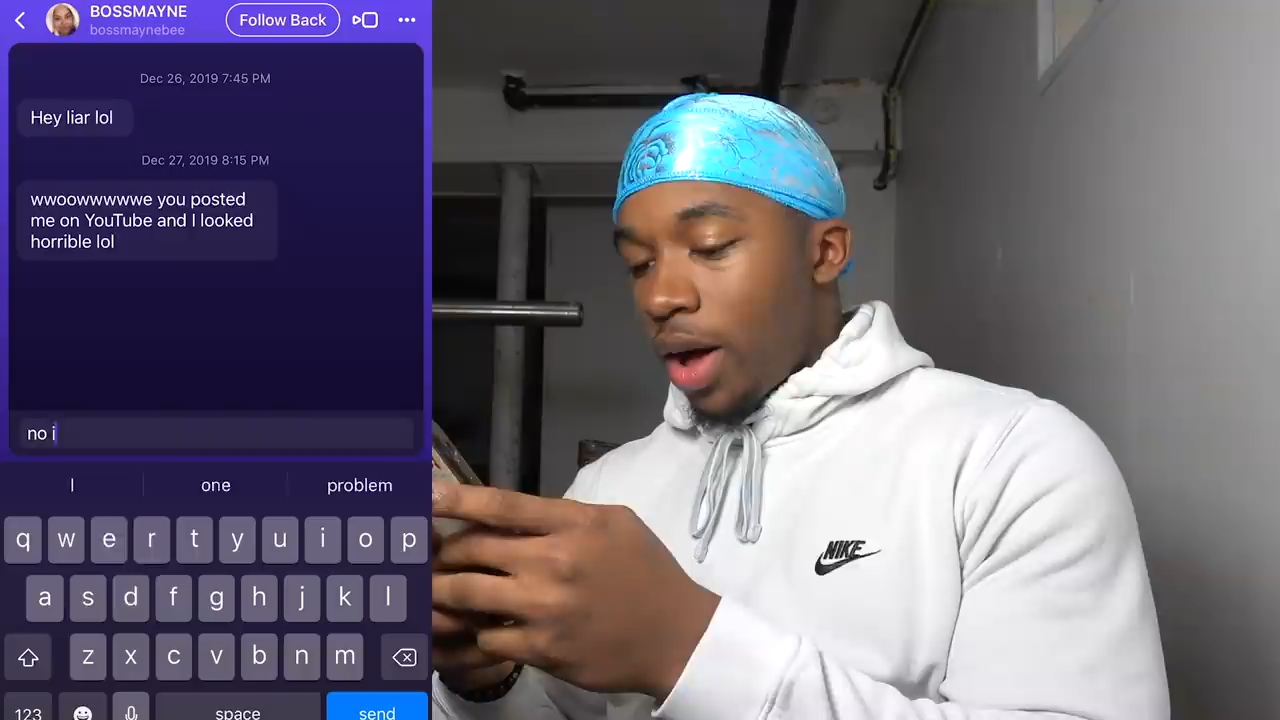 BOSSMAYNE
bossmaynebee
Follow Back
Dec 26, 2019 7:45 PM
Hey liar lol
Dec 27, 2019 8:15 PM
wwoowwwwwe you posted
me on YouTube and I looked
horrible lol
no i
I one problem
q w e r t y u i o p
a s d f g h j k l
z x c v b n m
123 space send
NIKE